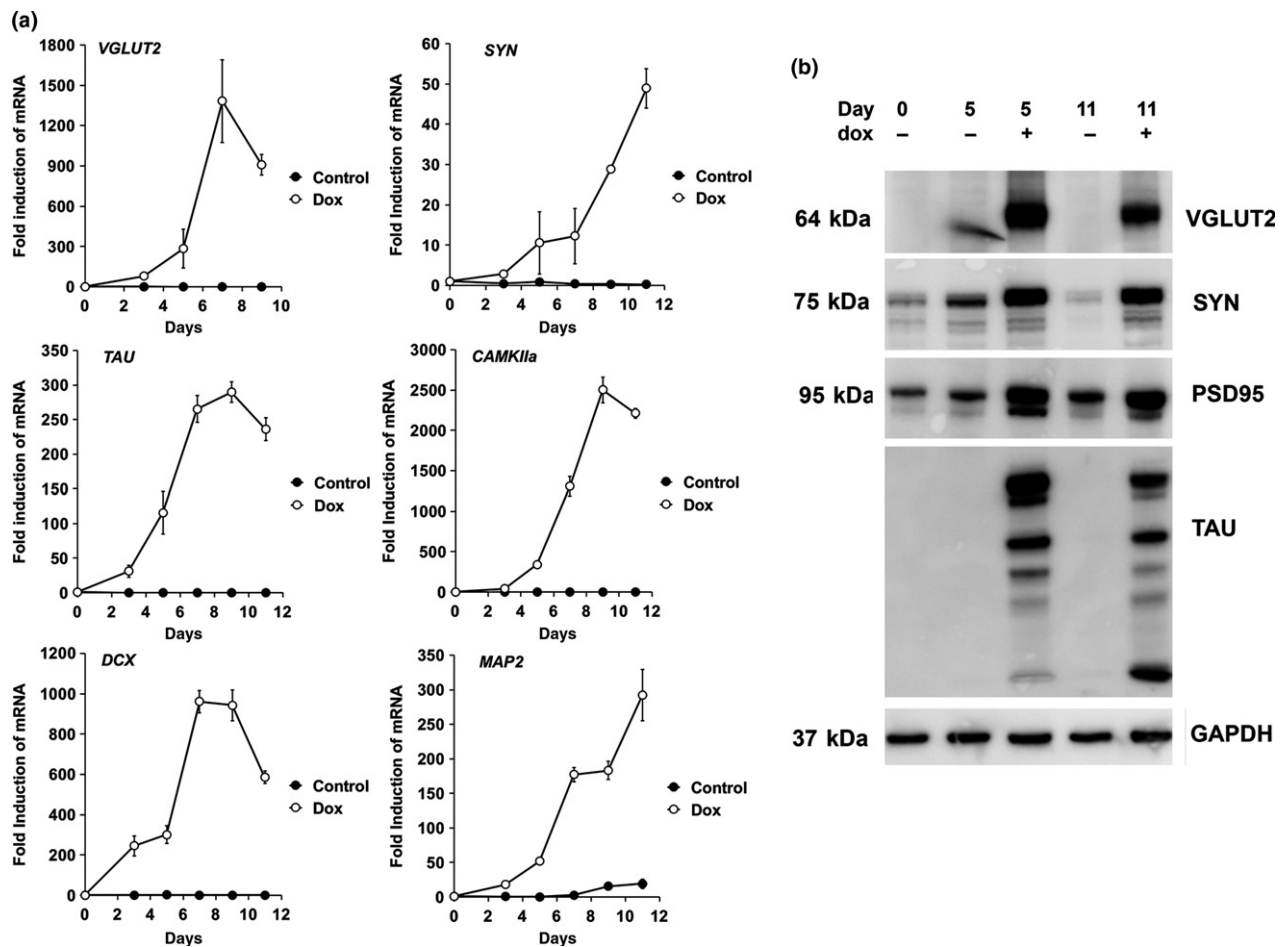 (a)
VGLUT2
Fold induction of mRNA
1800
1500
1200
900
600
300
0
0 2 4 6 8 10
Days
Control
Dox
SYN
Fold Induction of mRNA
60
50
40
30
20
10
0
0 2 4 6 8 10 12
Days
Control
Dox
TAU
Fold induction of mRNA
350
300
250
200
150
100
50
0
0 2 4 6 8 10 12
Days
Control
Dox
CAMKIIa
Fold Induction of mRNA
3000
2500
2000
1500
1000
500
0
0 2 4 6 8 10 12
Days
Control
Dox
DCX
Fold Induction of mRNA
1200
1000
800
600
400
200
0
0 2 4 6 8 10 12
Days
Control
Dox
MAP2
Fold Induction of mRNA
350
300
250
200
150
100
50
0
0 2 4 6 8 10 12
Days
Control
Dox
(b)
Day 0 5 5 11 11
dox – – + – +
64 kDa VGLUT2
75 kDa SYN
95 kDa PSD95
TAU
37 kDa GAPDH